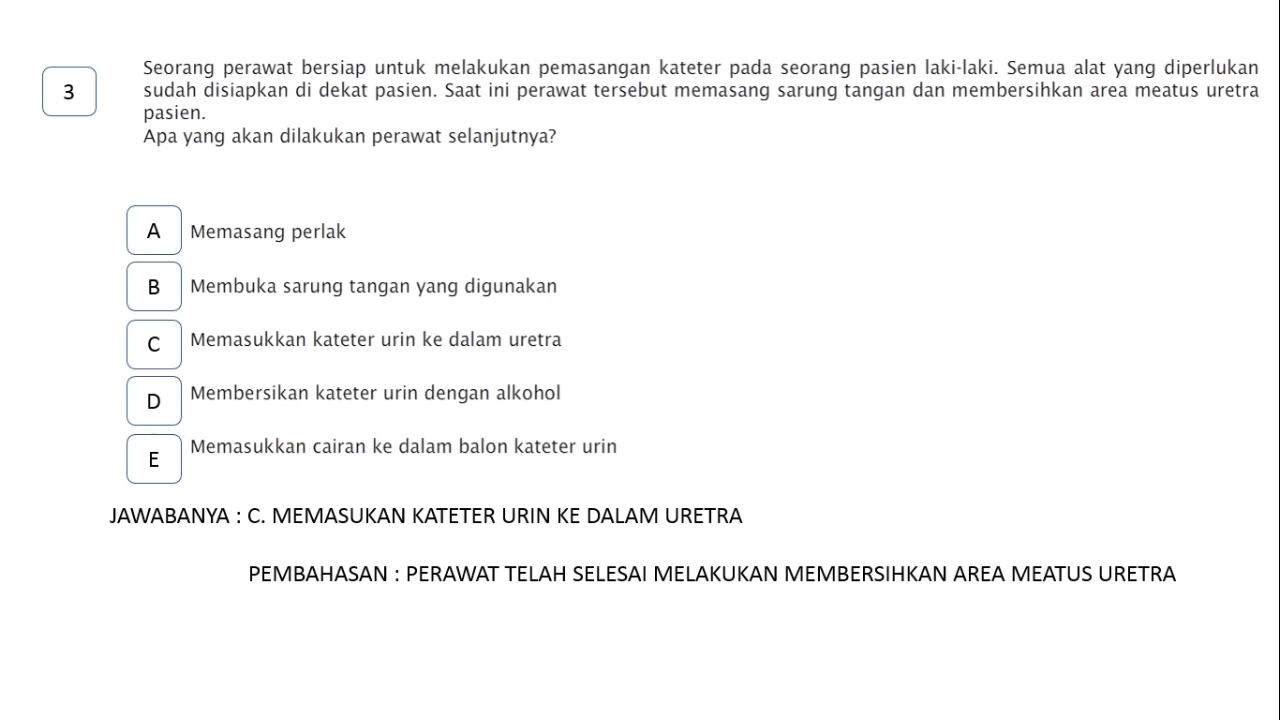 3
Seorang perawat bersiap untuk melakukan pemasangan kateter pada seorang pasien laki-laki. Semua alat yang diperlukan
sudah disiapkan di dekat pasien. Saat ini perawat tersebut memasang sarung tangan dan membersihkan area meatus uretra
pasien.
Apa yang akan dilakukan perawat selanjutnya?
A Memasang perlak
B Membuka sarung tangan yang digunakan
C Memasukkan kateter urin ke dalam uretra
D Membersikan kateter urin dengan alkohol
E Memasukkan cairan ke dalam balon kateter urin
JAWABANYA : C. MEMASUKAN KATETER URIN KE DALAM URETRA
PEMBAHASAN : PERAWAT TELAH SELESAI MELAKUKAN MEMBERSIHKAN AREA MEATUS URETRA